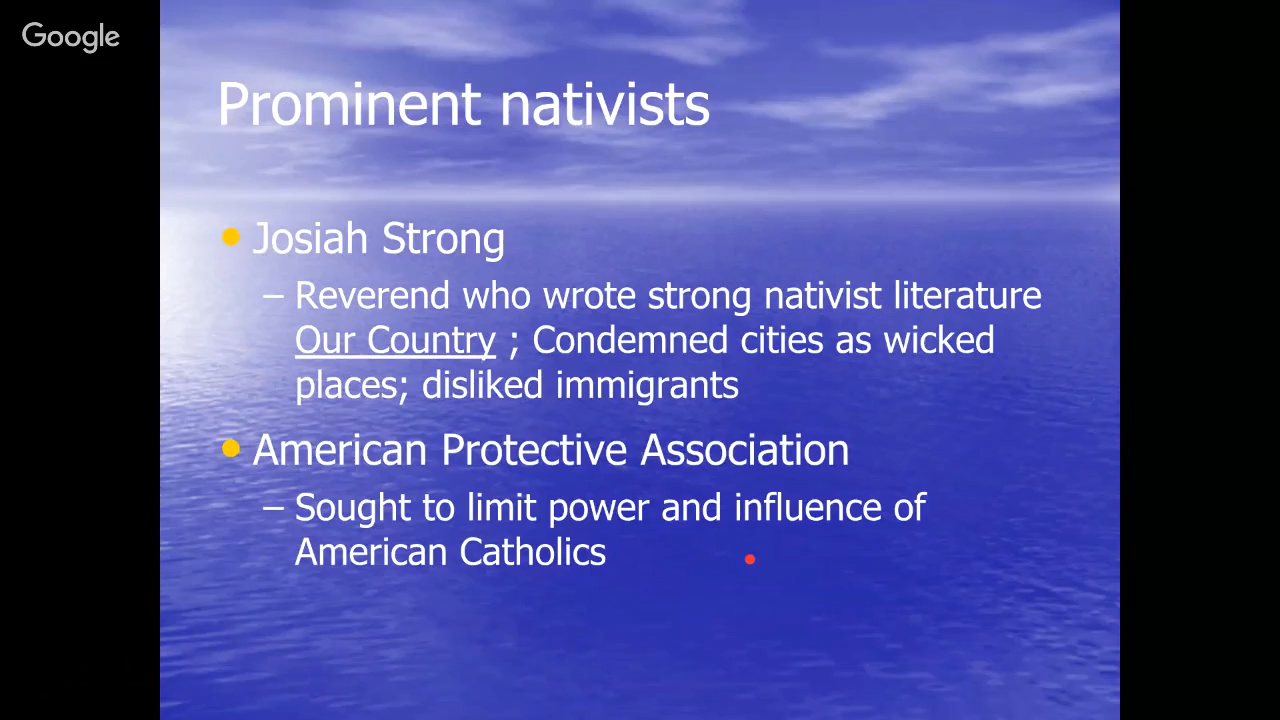 Google
Prominent nativists
• Josiah Strong
– Reverend who wrote strong nativist literature
Our Country ; Condemned cities as wicked
places; disliked immigrants
• American Protective Association
– Sought to limit power and influence of
American Catholics